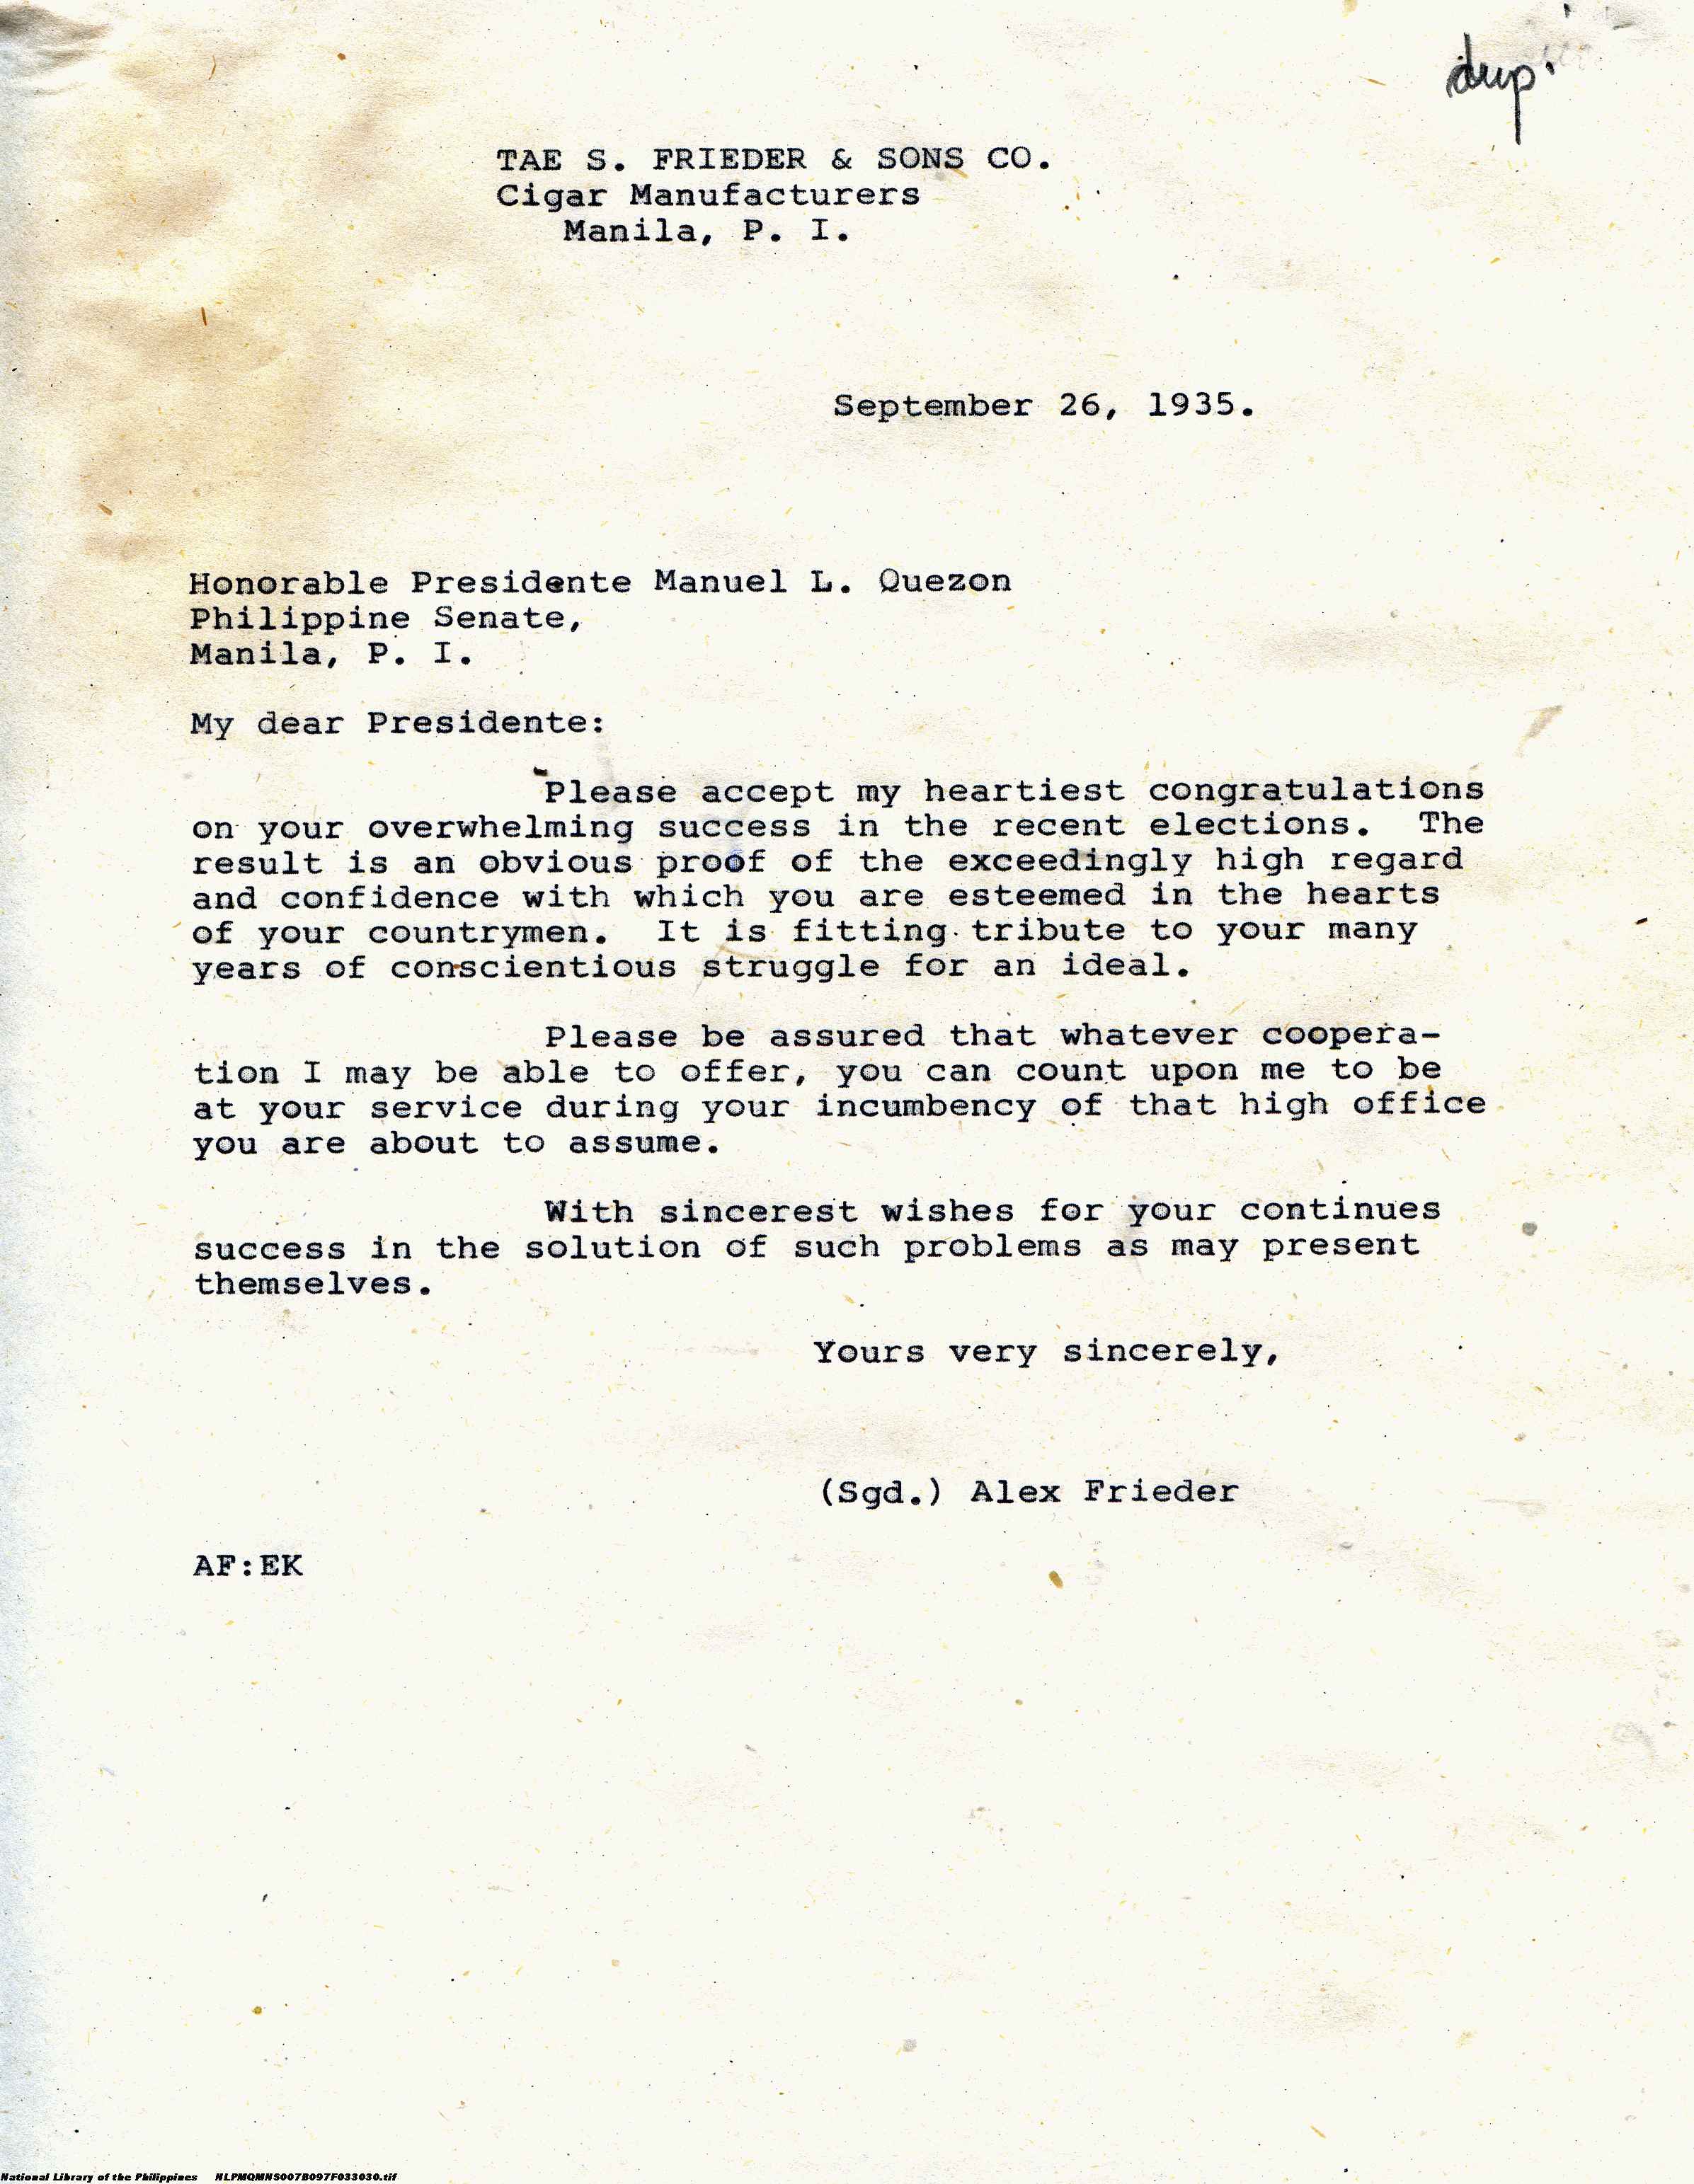 dup.
TAE S. FRIEDER & SONS CO.
Cigar Manufacturers
Manila, P. I.
September 26, 1935.
Honorable Presidente Manuel L. Quezon
Philippine Senate,
Manila, P. I.
My dear Presidente:
Please accept my heartiest congratulations
on your overwhelming success in the recent elections. The
result is an obvious proof of the exceedingly high regard
and confidence with which you are esteemed in the hearts
of your countrymen. It is fitting tribute to your many
years of conscientious struggle for an ideal.
Please be assured that whatever coopera-
tion I may be able to offer, you can count upon me to be
at your service during your incumbency of that high office
you are about to assume.
With sincerest wishes for your continues
success in the solution of such problems as may present
themselves.
Yours very sincerely,
(Sgd.) Alex Frieder
AF:EK
National Library of the Philippines NLPMQMNS007B097F033030.tif